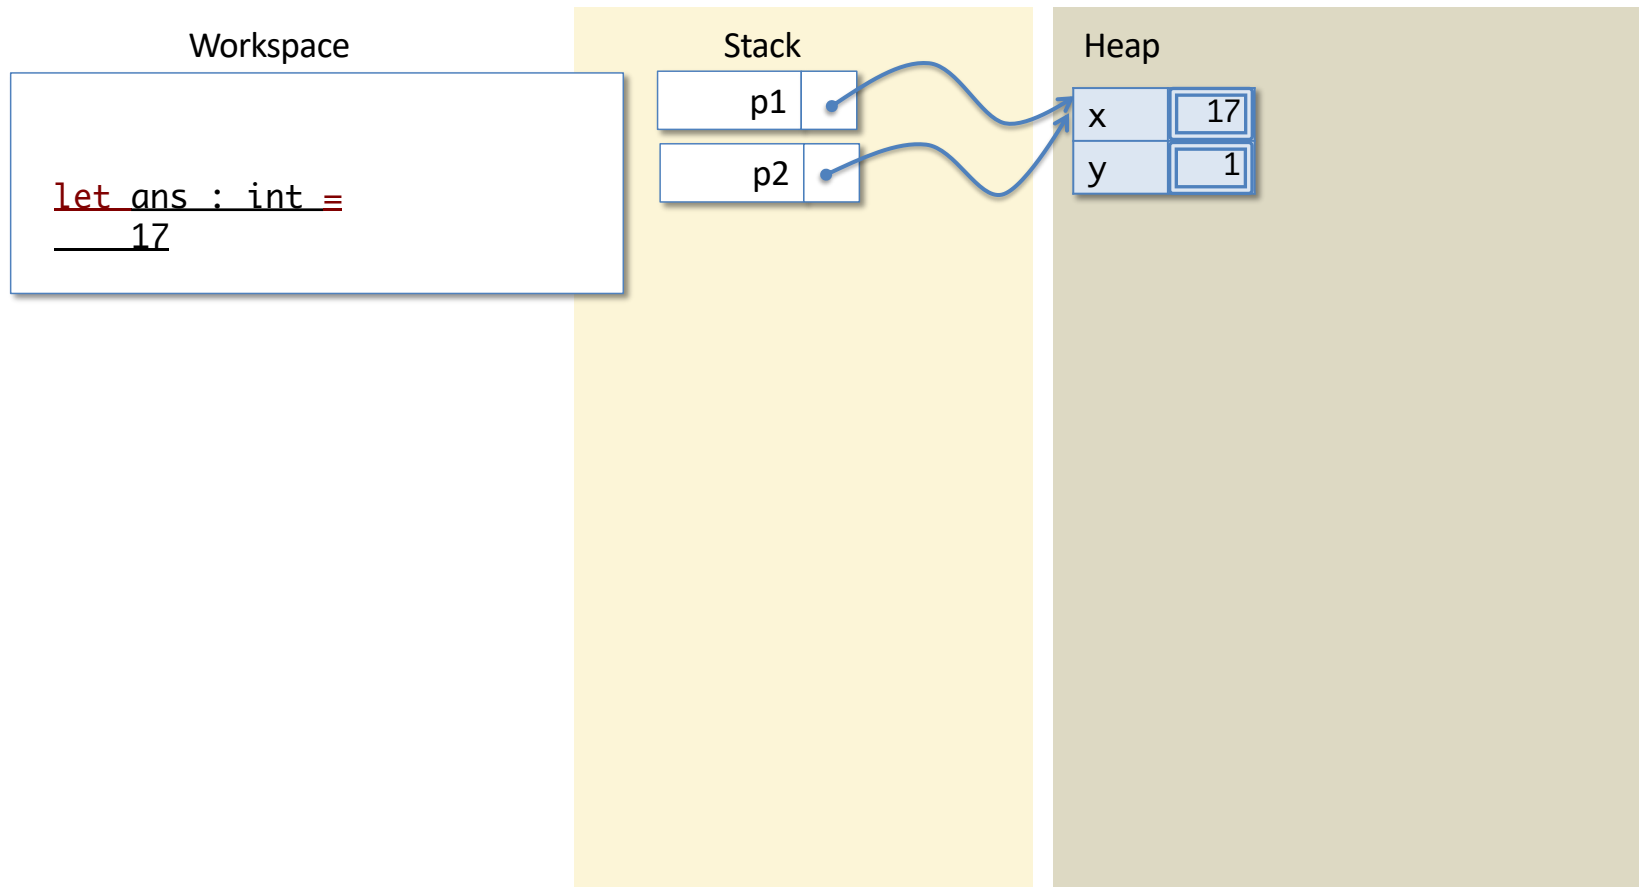 Workspace
Stack
Heap
let ans : int =
17
p1
p2
x 17
y 1